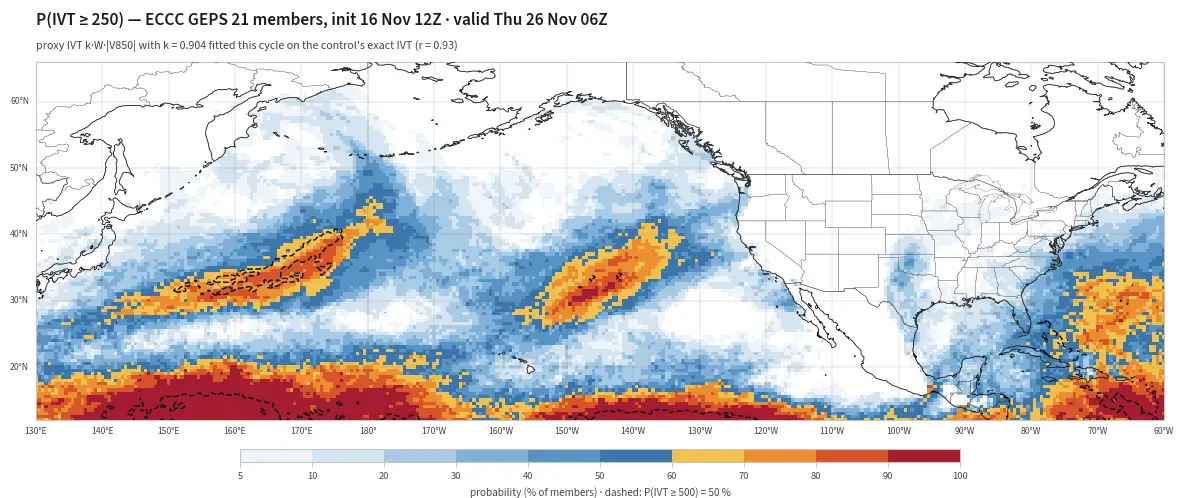 P(IVT ≥ 250) — ECCC GEPS 21 members, init 16 Nov 12Z · valid Thu 26 Nov 06Z
proxy IVT k·W·|V850| with k = 0.904 fitted this cycle on the control's exact IVT (r = 0.93)
60°N
50°N
40°N
30°N
20°N
130°E 140°E 150°E 160°E 170°E 180° 170°W 160°W 150°W 140°W 130°W 120°W 110°W 100°W 90°W 80°W 70°W 60°W
5 10 20 30 40 50 60 70 80 90 100
probability (% of members) · dashed: P(IVT ≥ 500) = 50 %